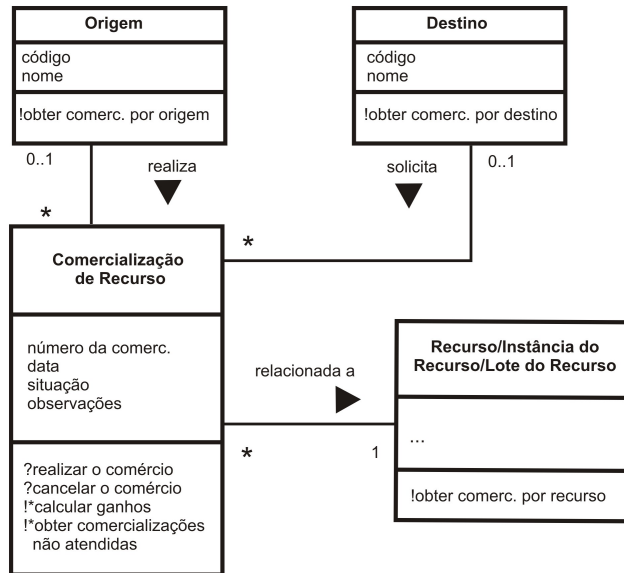 Origem
código
nome
!obter comerc. por origem
Destino
código
nome
!obter comerc. por destino
0..1
realiza
*
solicita
0..1
*
Comercialização
de Recurso
número da comerc.
data
situação
observações
?realizar o comércio
?cancelar o comércio
!*calcular ganhos
!*obter comercializações
não atendidas
relacionada a
*
1
Recurso/Instância do
Recurso/Lote do Recurso
...
!obter comerc. por recurso